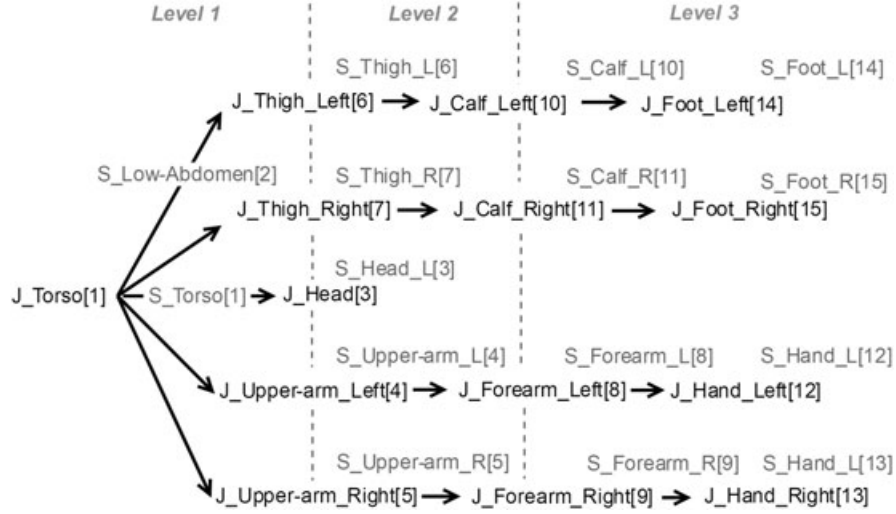 Level 1 Level 2 Level 3
S_Thigh_L[6] S_Calf_L[10] S_Foot_L[14]
J_Thigh_Left[6] J_Calf_Left[10] J_Foot_Left[14]
S_Low-Abdomen[2] S_Thigh_R[7] S_Calf_R[11] S_Foot_R[15]
J_Thigh_Right[7] J_Calf_Right[11] J_Foot_Right[15]
S_Head_L[3]
J_Torso[1] S_Torso[1] J_Head[3]
S_Upper-arm_L[4] S_Forearm_L[8] S_Hand_L[12]
J_Upper-arm_Left[4] J_Forearm_Left[8] J_Hand_Left[12]
S_Upper-arm_R[5] S_Forearm_R[9] S_Hand_L[13]
J_Upper-arm_Right[5] J_Forearm_Right[9] J_Hand_Right[13]